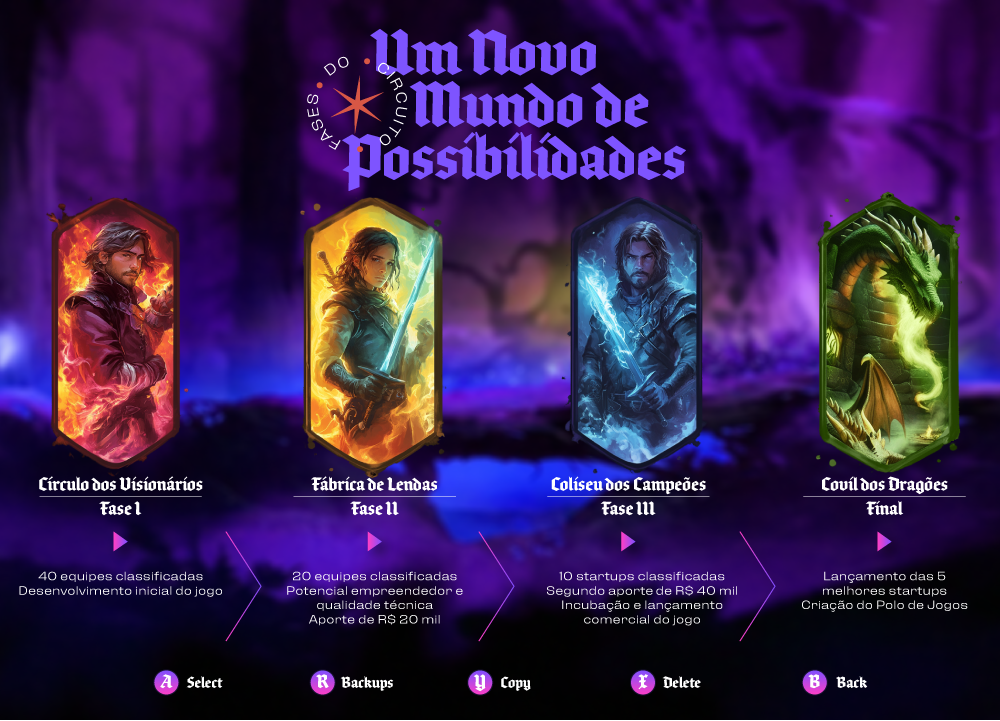 Um Novo
Mundo de
Possibilidades
FASES • DO • CIRCUITO •
Círculo dos Visionários
Fase I
40 equipes classificadas
Desenvolvimento inicial do jogo
Fábrica de Lendas
Fase II
20 equipes classificadas
Potencial empreendedor e
qualidade técnica
Aporte de R$ 20 mil
Coliseu dos Campeões
Fase III
10 startups classificadas
Segundo aporte de R$ 40 mil
Incubação e lançamento
comercial do jogo
Covil dos Dragões
Final
Lançamento das 5
melhores startups
Criação do Polo de Jogos
A Select
R Backups
Y Copy
X Delete
B Back